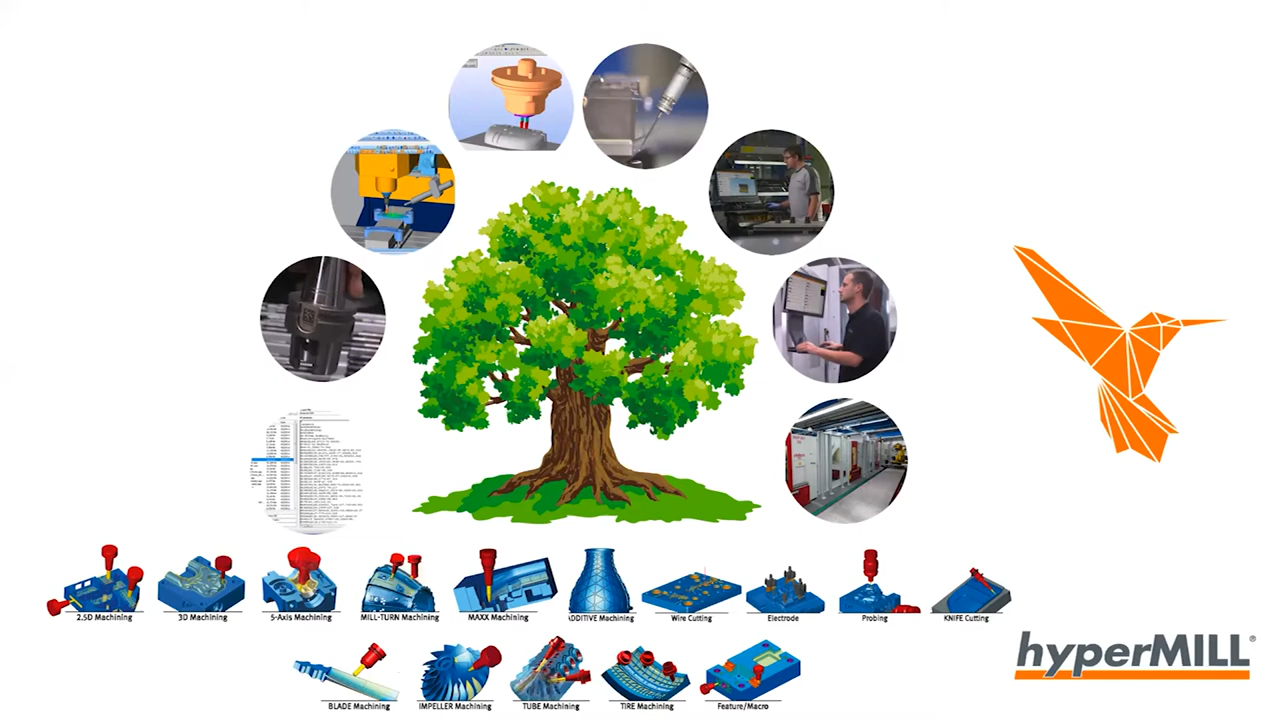 2.5D Machining
3D Machining
5-Axis Machining
MILL-TURN Machining
MAXX Machining
ADDITIVE Machining
Wire Cutting
Electrode
Probing
KNIFE Cutting
BLADE Machining
IMPELLER Machining
TUBE Machining
TIRE Machining
Feature/Macro
hyperMILL®